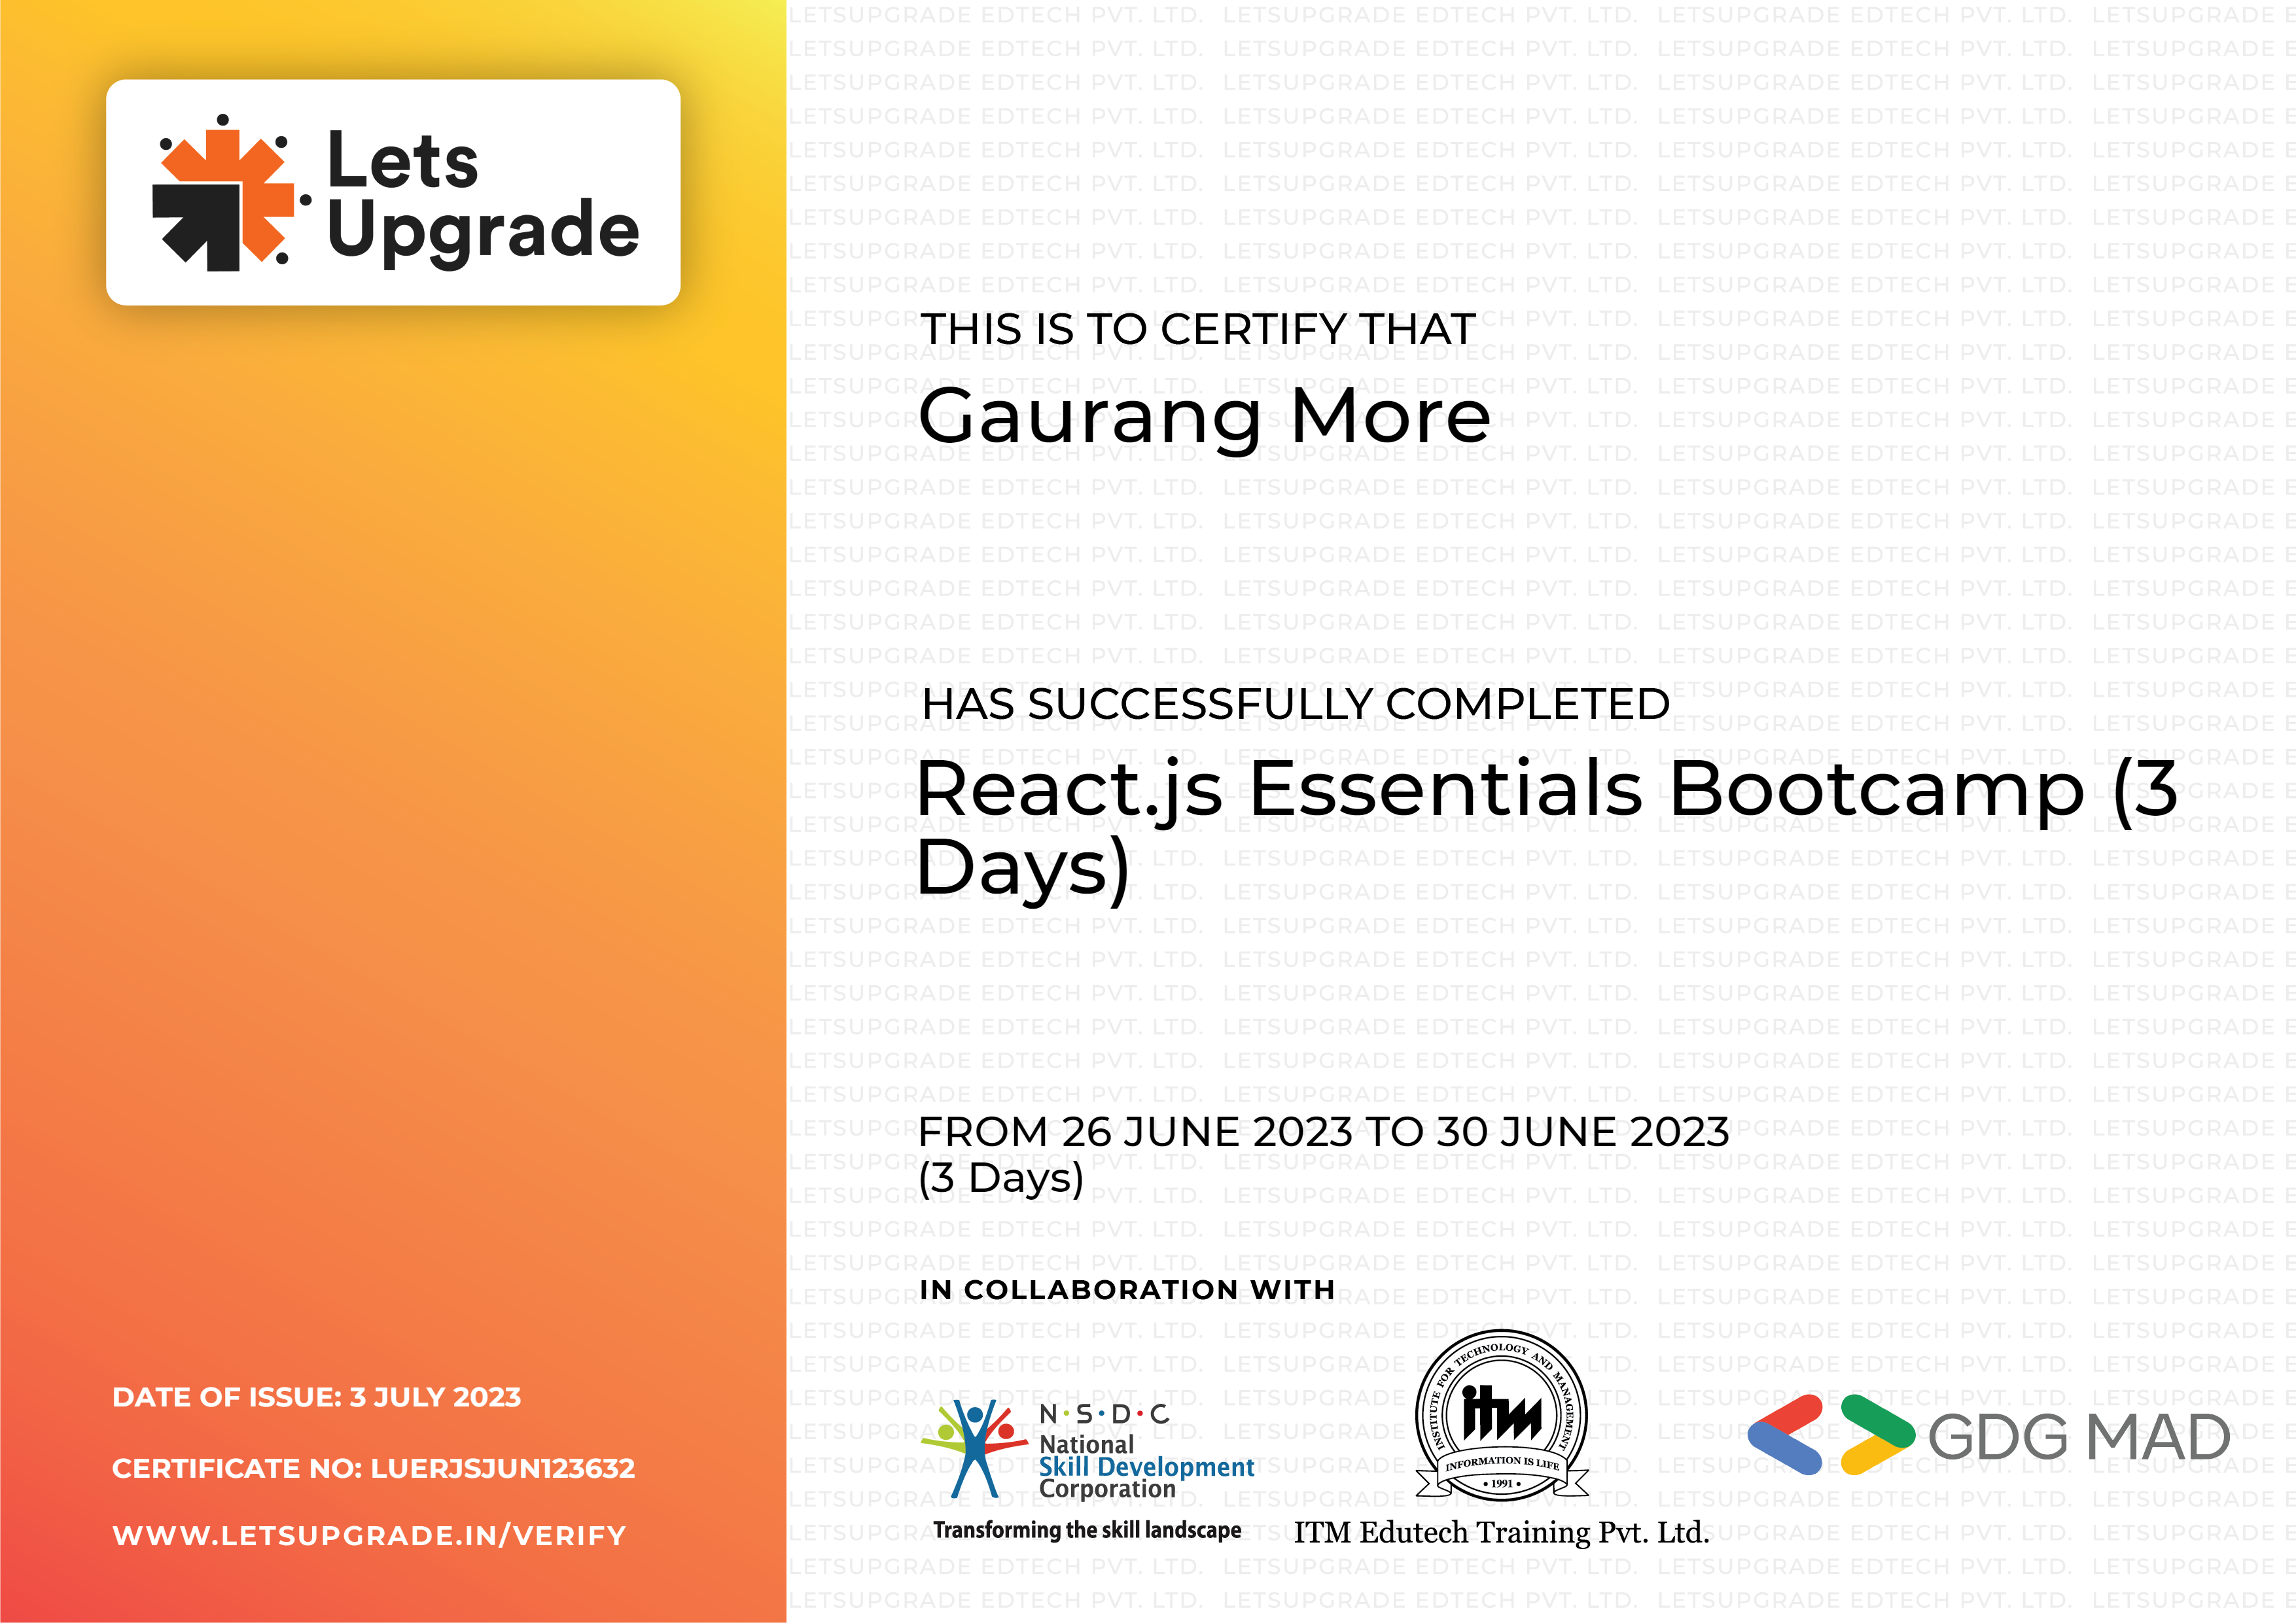 Lets
Upgrade
THIS IS TO CERTIFY THAT
Gaurang More
HAS SUCCESSFULLY COMPLETED
React.js Essentials Bootcamp (3
Days)
FROM 26 JUNE 2023 TO 30 JUNE 2023
(3 Days)
IN COLLABORATION WITH
N·S·D·C
National
Skill Development
Corporation
Transforming the skill landscape
INSTITUTE FOR TECHNOLOGY AND MANAGEMENT
itm
INFORMATION IS LIFE
• 1991 •
ITM Edutech Training Pvt. Ltd.
GDG MAD
DATE OF ISSUE: 3 JULY 2023
CERTIFICATE NO: LUERJSJUN123632
WWW.LETSUPGRADE.IN/VERIFY
LETSUPGRADE EDTECH PVT. LTD.